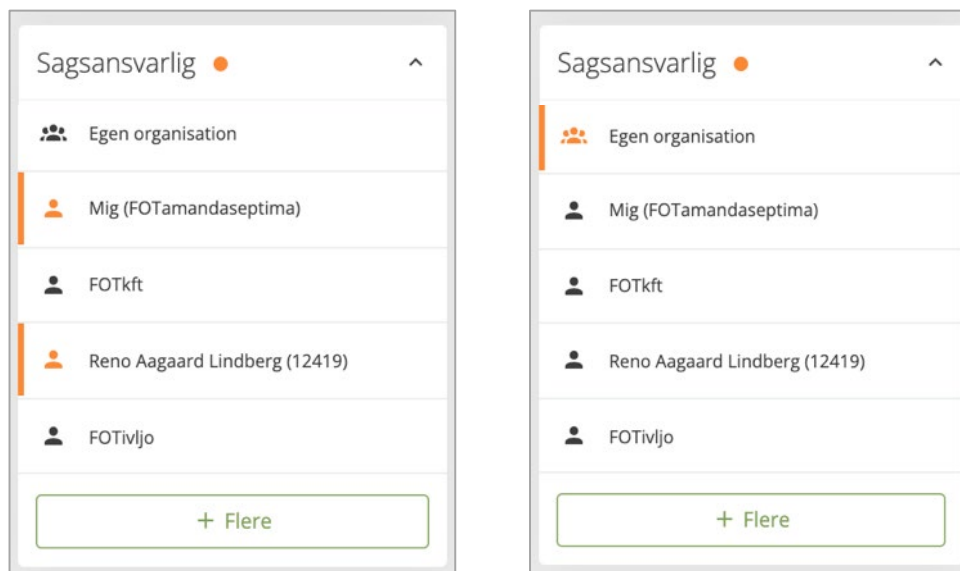 Sagsansvarlig
Egen organisation
Mig (FOTamandaseptima)
FOTkft
Reno Aagaard Lindberg (12419)
FOTivljo
+ Flere
Sagsansvarlig
Egen organisation
Mig (FOTamandaseptima)
FOTkft
Reno Aagaard Lindberg (12419)
FOTivljo
+ Flere